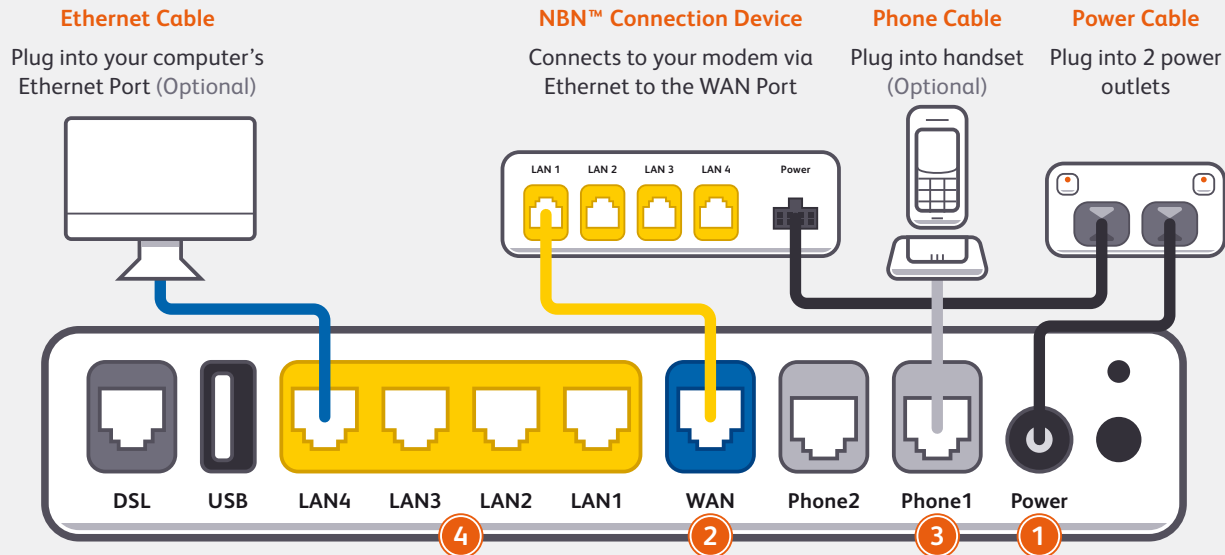 Ethernet Cable
Plug into your computer's
Ethernet Port (Optional)
NBN™ Connection Device
Connects to your modem via
Ethernet to the WAN Port
Phone Cable
Plug into handset
(Optional)
Power Cable
Plug into 2 power
outlets
LAN 1 LAN 2 LAN 3 LAN 4 Power
DSL USB LAN4 LAN3 LAN2 LAN1 WAN Phone2 Phone1 Power
4 2 3 1